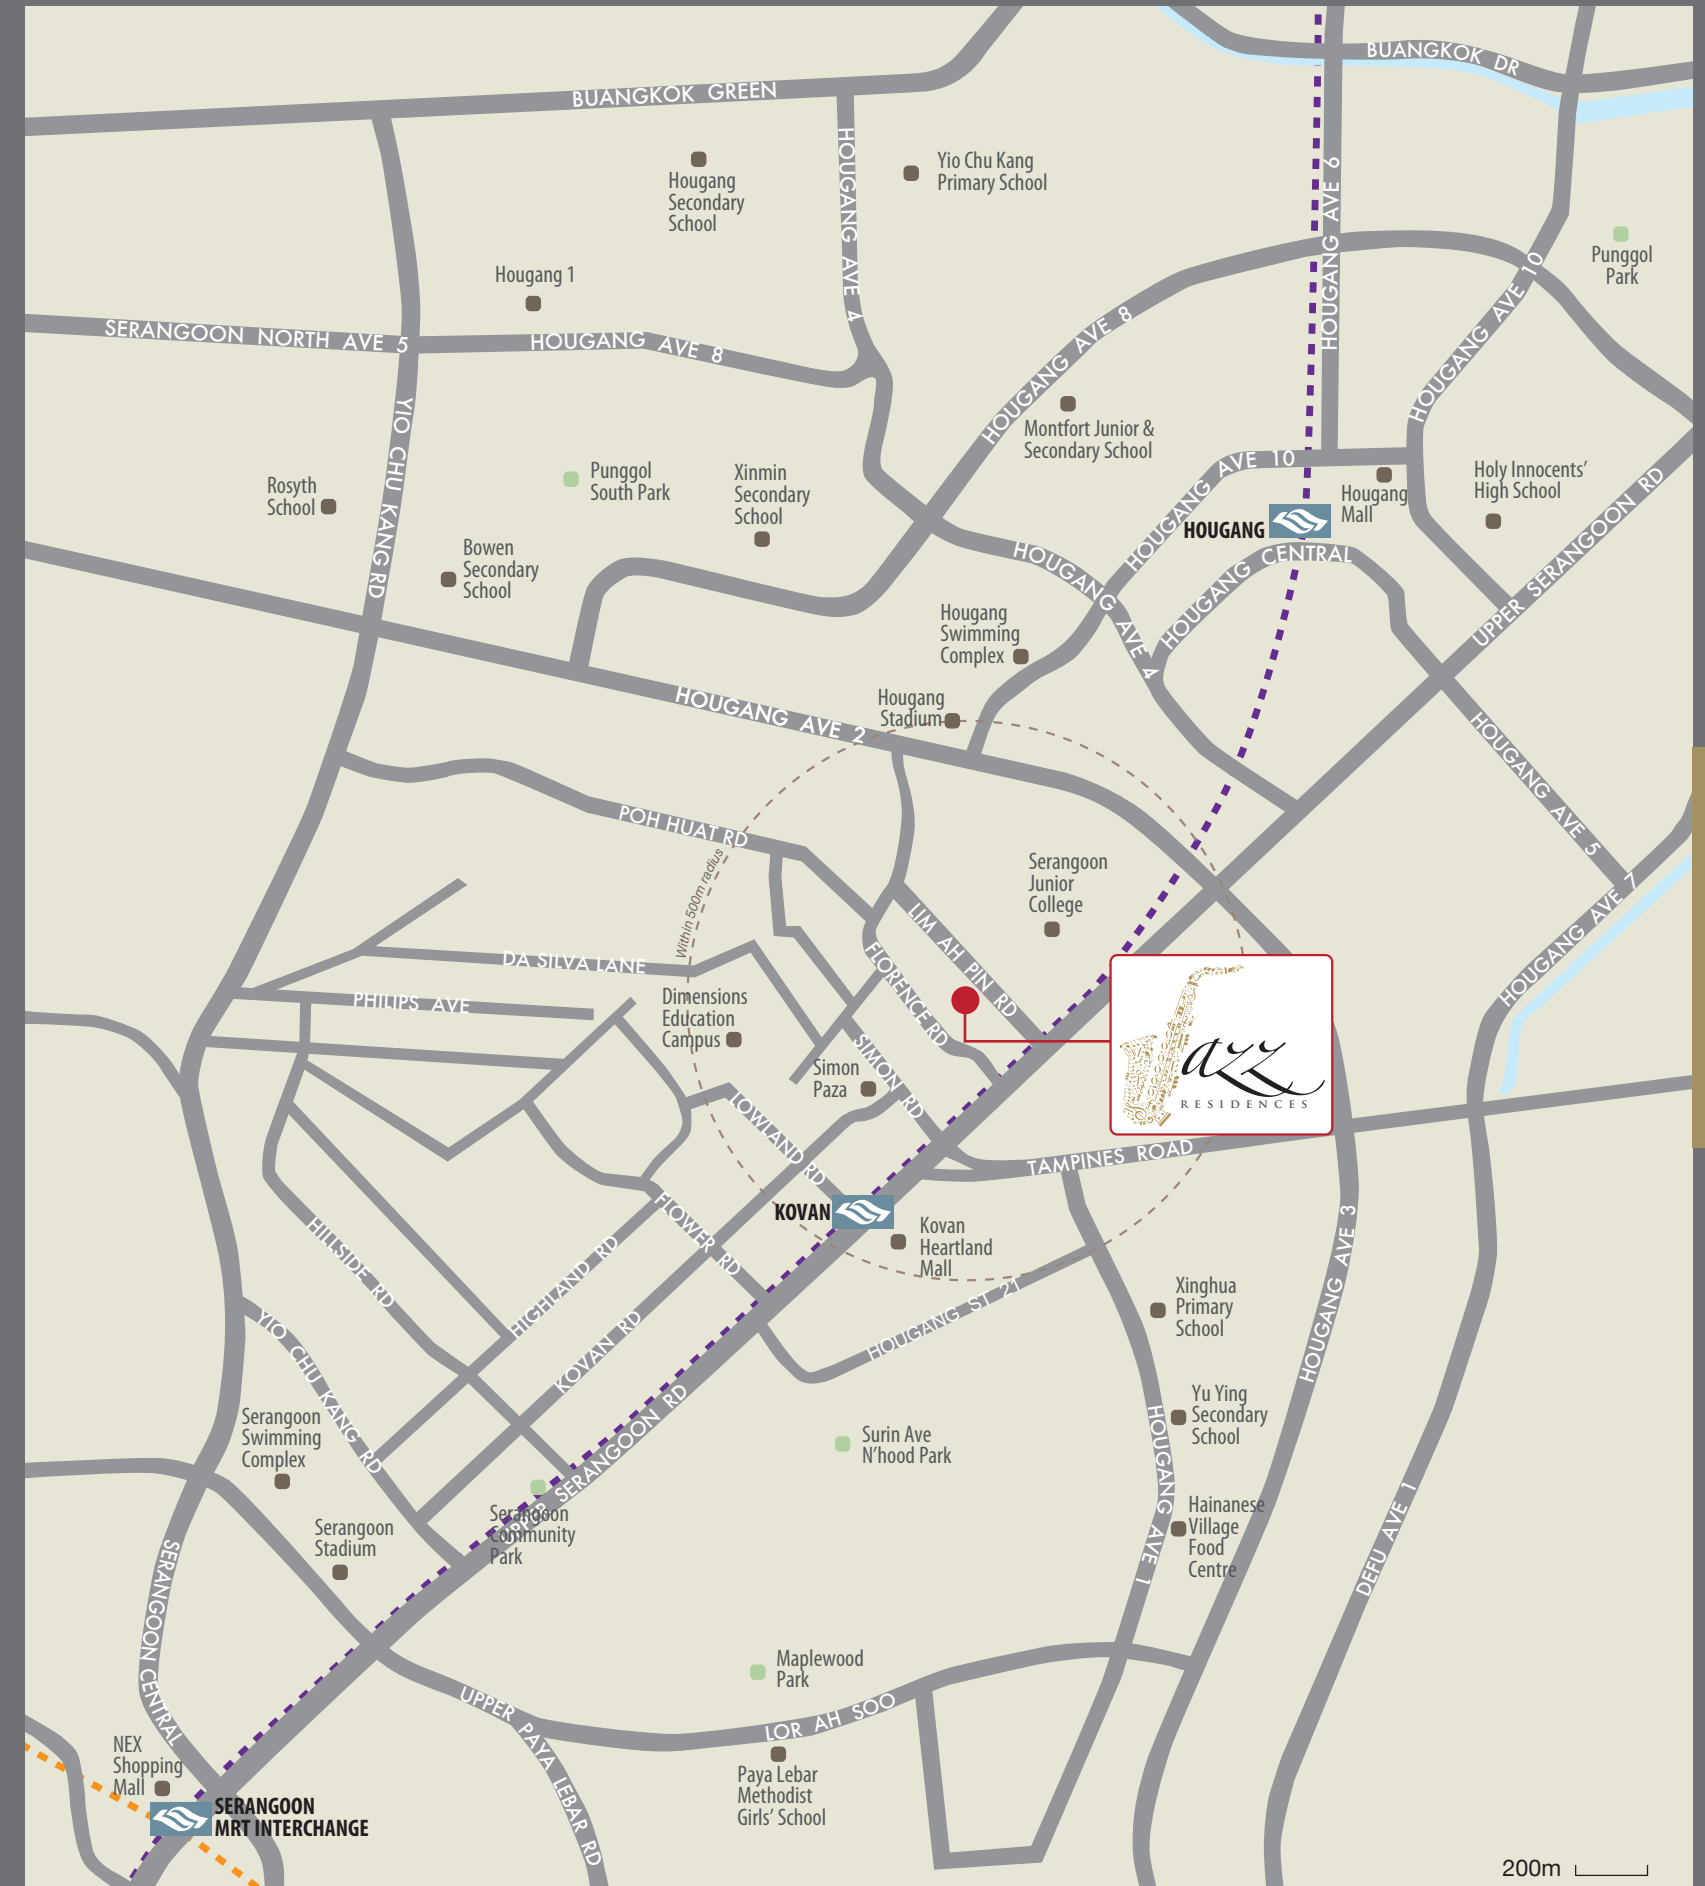 BUANGKOK DR
BUANGKOK GREEN
HOUGANG AVE 4
HOUGANG AVE 6
Hougang
Secondary
School
Yio Chu Kang
Primary School
Punggol
Park
HOUGANG AVE 10
Hougang 1
SERANGOON NORTH AVE 5
HOUGANG AVE 8
HOUGANG AVE 8
HOUGANG AVE 6
YIO CHU KANG RD
Montfort Junior &
Secondary School
HOUGANG AVE 10
HOUGANG AVE 10
Rosyth
School
Punggol
South Park
Xinmin
Secondary
School
Hougang
Mall
Holy Innocents'
High School
HOUGANG
UPPER SERANGOON RD
Bowen
Secondary
School
HOUGANG CENTRAL
HOUGANG AVE 4
Hougang
Swimming
Complex
Hougang
Stadium
HOUGANG AVE 2
HOUGANG AVE 5
POH HUAT RD
Within 500m radius
Serangoon
Junior
College
HOUGANG AVE 7
LIM AH PIN RD
DA SILVA LANE
FLORENCE RD
PHILIPS AVE
Dimensions
Education
Campus
SIMON RD
Simon
Paza
Jazz
RESIDENCES
LOWLAND RD
TAMPINES ROAD
KOVAN
Kovan
Heartland
Mall
FLOWER RD
HILLSIDE RD
HIGHLAND RD
HOUGANG ST 21
HOUGANG AVE 3
Xinghua
Primary
School
YIO CHU KANG RD
KOVAN RD
Yu Ying
Secondary
School
Serangoon
Swimming
Complex
Surin Ave
N'hood Park
HOUGANG AVE 1
UPPER SERANGOON RD
Serangoon
Community
Park
Hainanese
Village
Food
Centre
DEFU AVE 1
Serangoon
Stadium
SERANGOON CENTRAL
Maplewood
Park
UPPER PAYA LEBAR RD
LOR AH SOO
NEX
Shopping
Mall
Paya Lebar
Methodist
Girls' School
SERANGOON
MRT INTERCHANGE
200m